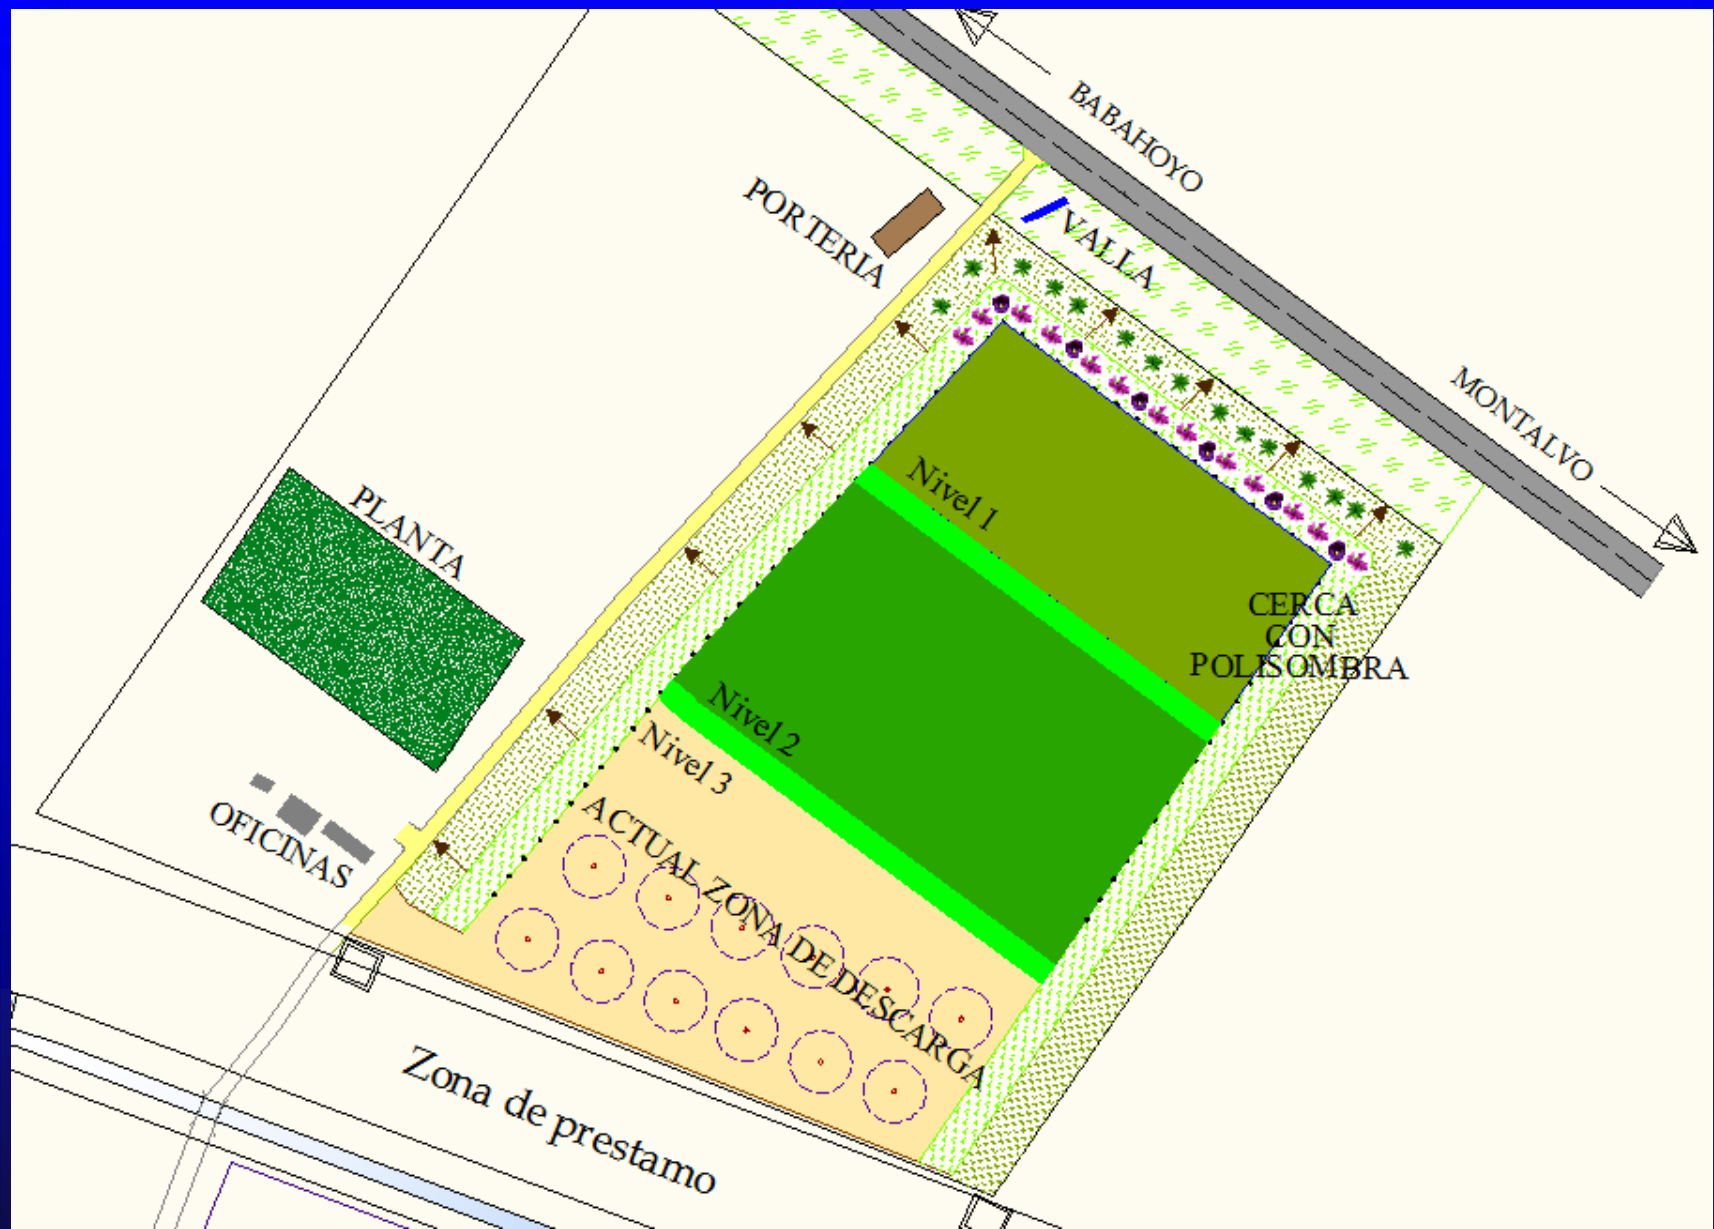 BABAHOYO
PORTERIA
VALLA
MONTALVO
Nivel 1
PLANTA
CERCA
CON
POLISOMBRA
Nivel 2
Nivel 3
OFICINAS
ACTUAL ZONA DE DESCARGA
Zona de prestamo